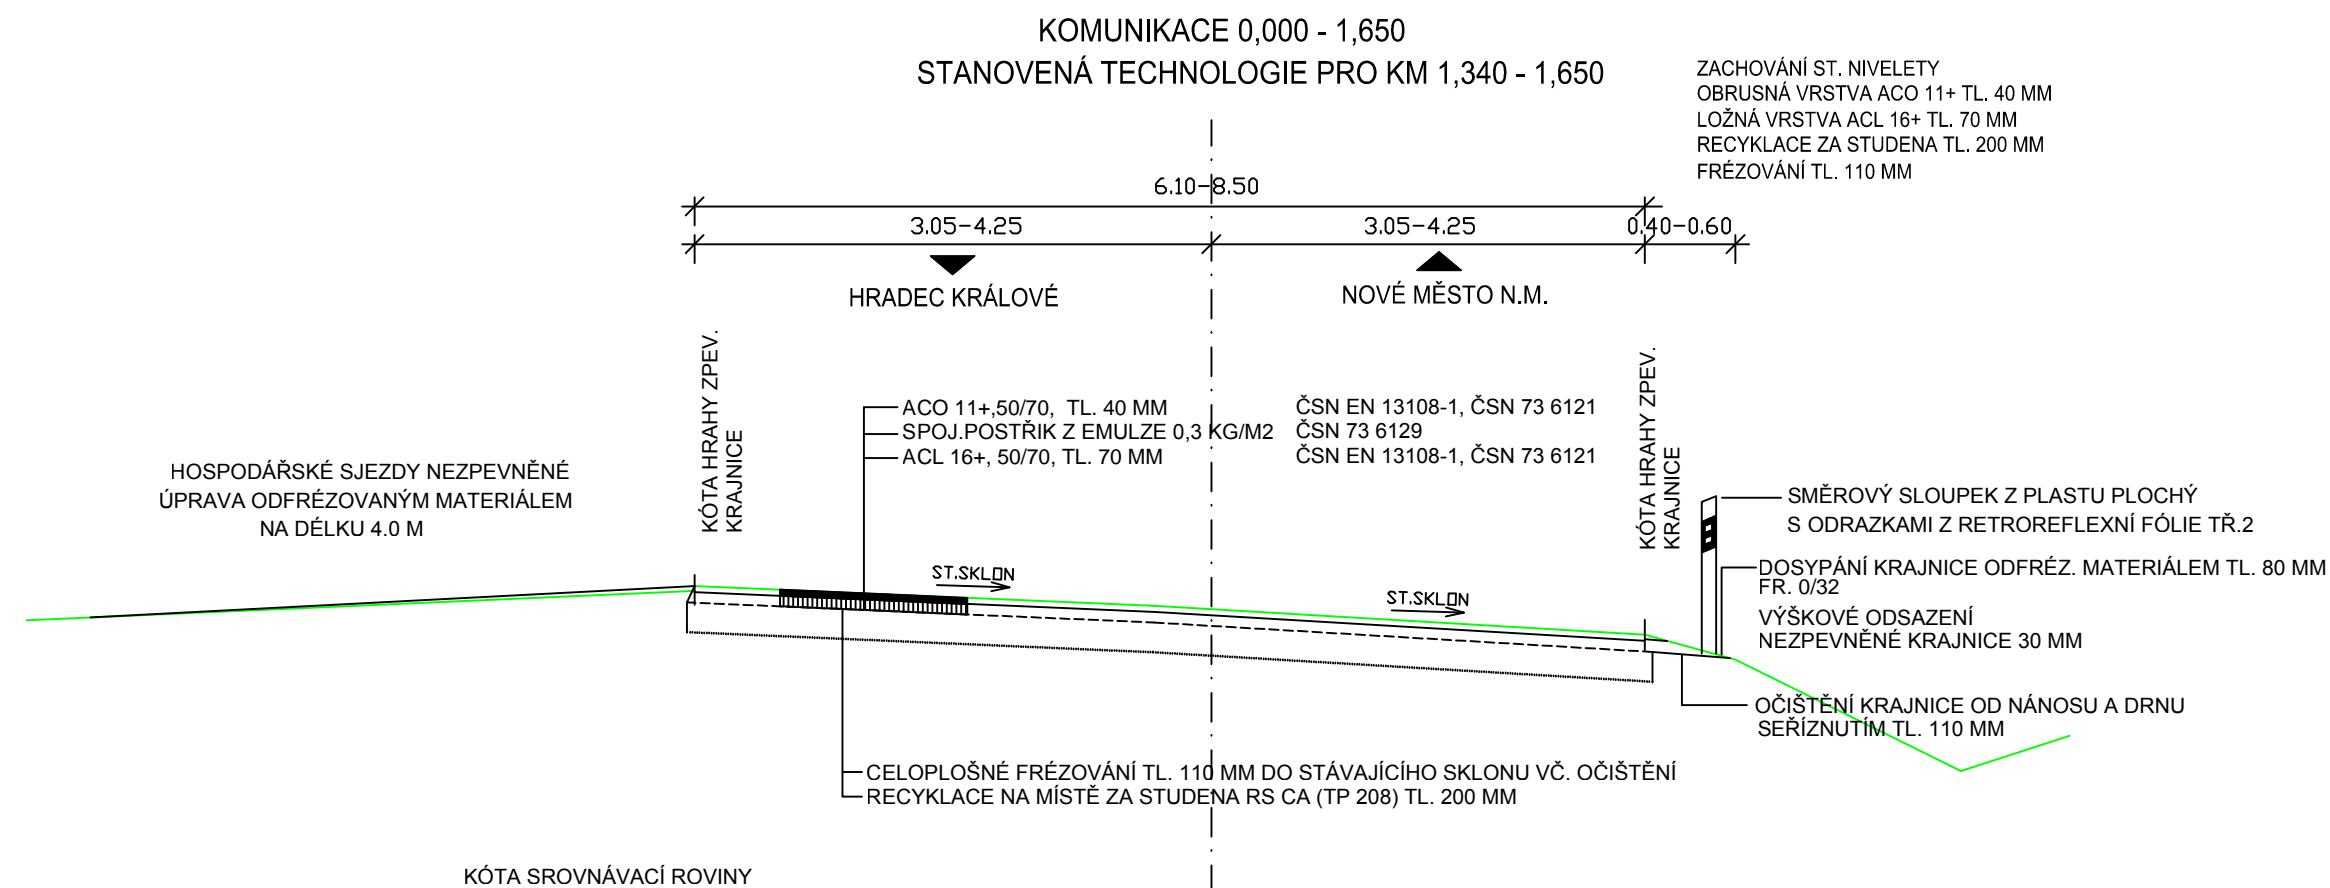 KOMUNIKACE 0,000 - 1,650
STANOVENÁ TECHNOLOGIE PRO KM 1,340 - 1,650
ZACHOVÁNÍ ST. NIVELETY
OBRUSNÁ VRSTVA ACO 11+ TL. 40 MM
LOŽNÁ VRSTVA ACL 16+ TL. 70 MM
RECYKLACE ZA STUDENA TL. 200 MM
FRÉZOVÁNÍ TL. 110 MM
6.10-8.50
3.05-4.25
3.05-4.25
0.40-0.60
HRADEC KRÁLOVÉ
NOVÉ MĚSTO N.M.
KÓTA HRAHY ZPEV.
KRAJNICE
KÓTA HRAHY ZPEV.
KRAJNICE
ACO 11+,50/70, TL. 40 MM
ČSN EN 13108-1, ČSN 73 6121
SPOJ.POSTŘIK Z EMULZE 0,3 KG/M2
ČSN 73 6129
ACL 16+, 50/70, TL. 70 MM
ČSN EN 13108-1, ČSN 73 6121
HOSPODÁŘSKÉ SJEZDY NEZPEVNĚNÉ
ÚPRAVA ODFRÉZOVANÝM MATERIÁLEM
NA DÉLKU 4.0 M
SMĚROVÝ SLOUPEK Z PLASTU PLOCHÝ
S ODRAZKAMI Z RETROREFLEXNÍ FÓLIE TŘ.2
ST.SKLON
ST.SKLON
DOSYPÁNÍ KRAJNICE ODFRÉZ. MATERIÁLEM TL. 80 MM
FR. 0/32
VÝŠKOVÉ ODSAZENÍ
NEZPEVNĚNÉ KRAJNICE 30 MM
OČIŠTĚNÍ KRAJNICE OD NÁNOSU A DRNU
SEŘÍZNUTÍM TL. 110 MM
CELOPLOŠNÉ FRÉZOVÁNÍ TL. 110 MM DO STÁVAJÍCÍHO SKLONU VČ. OČIŠTĚNÍ
RECYKLACE NA MÍSTĚ ZA STUDENA RS CA (TP 208) TL. 200 MM
KÓTA SROVNÁVACÍ ROVINY